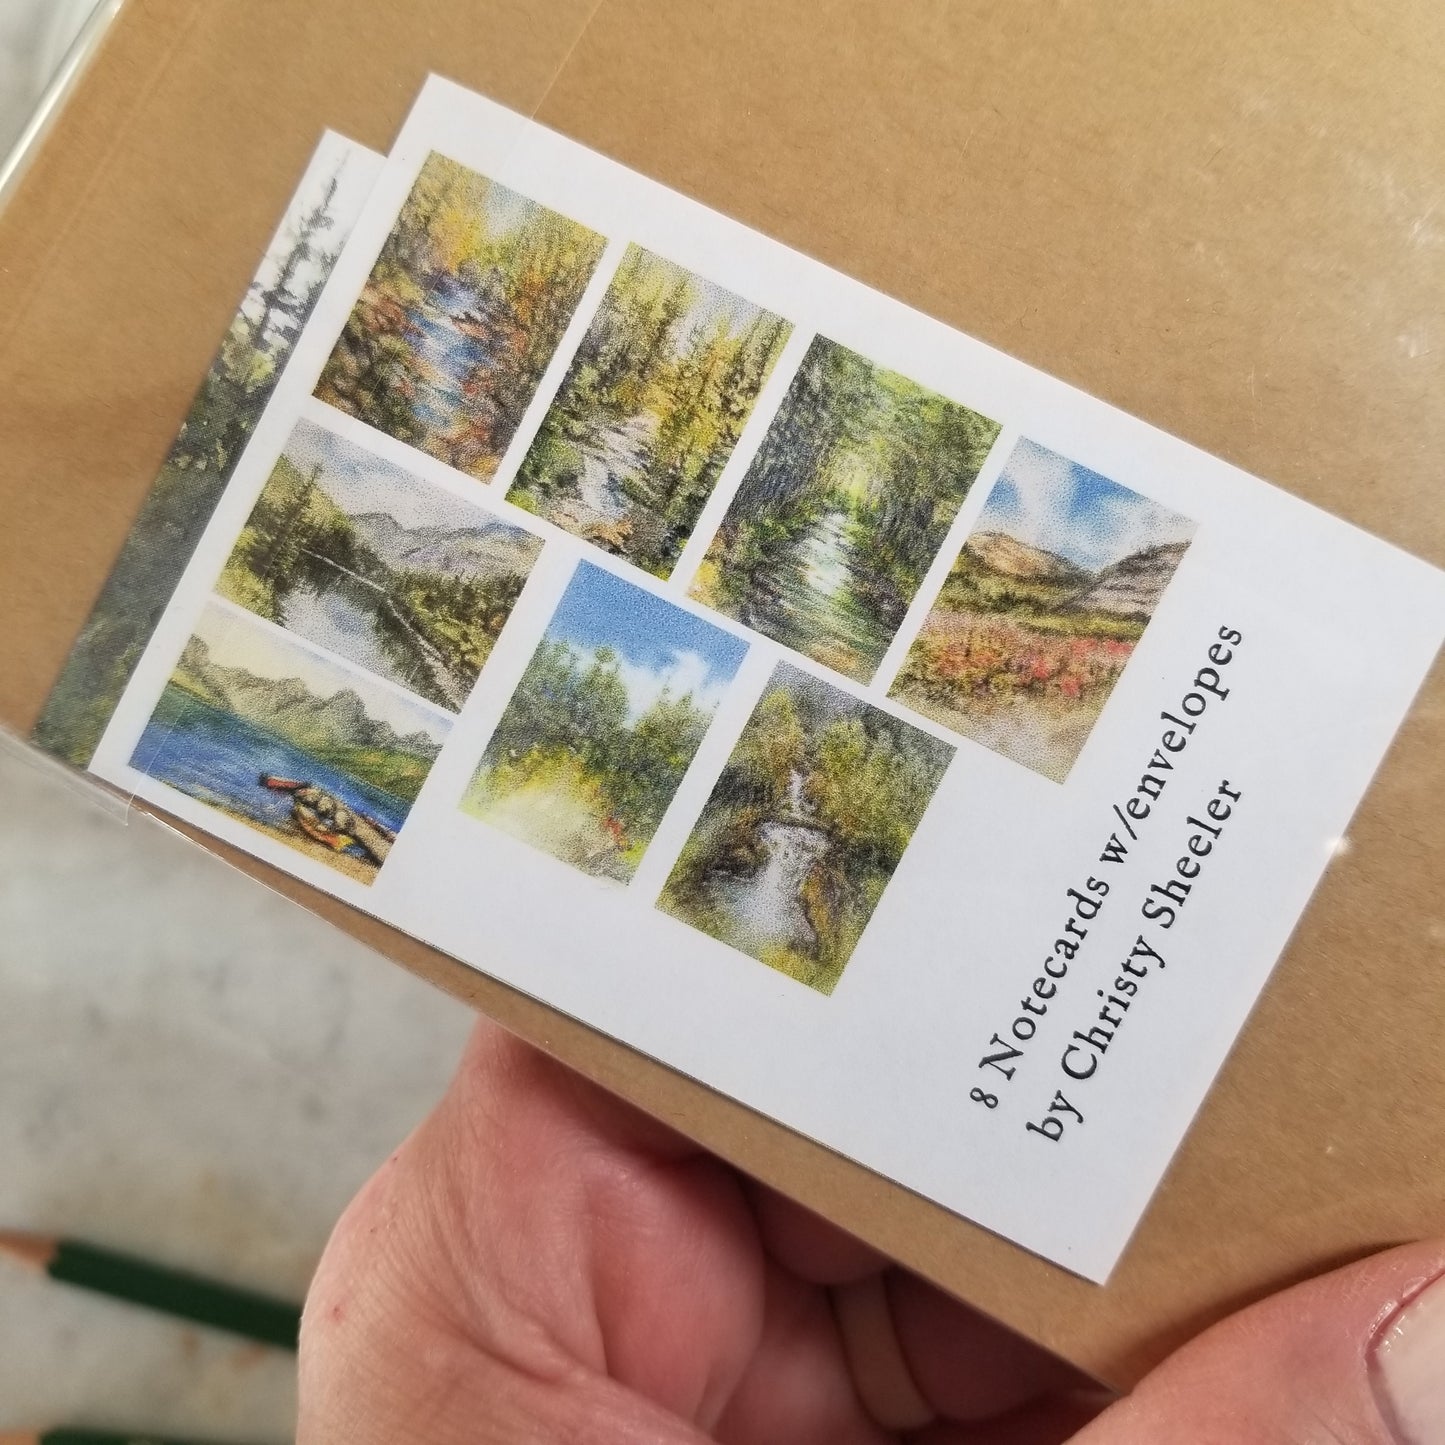 8 Notecards w/envelopes
by Christy Sheeler